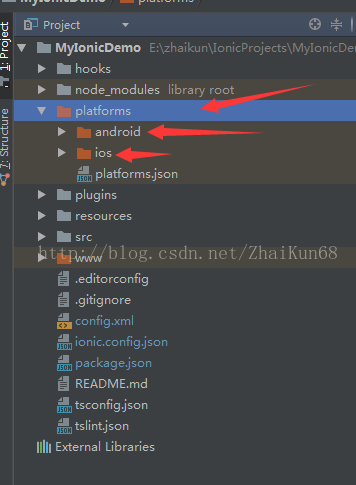 MyIonicDemo platforms
Project
1: Project
7: Structure
MyIonicDemo E:\zhaikun\IonicProjects\MyIonicDem
hooks
node_modules library root
platforms
android
ios
platforms.json
plugins
resources
src
http://blog.csdn.net/ZhaiKun68
www
.editorconfig
.gitignore
config.xml
ionic.config.json
package.json
README.md
tsconfig.json
tslint.json
External Libraries